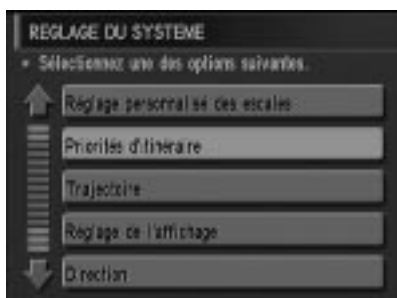 REGLAGE DU SYSTEME
• Sélectionnez une des options suivantes.
Réglage personnalisé des escales
Priorités d'itinéraire
Trajectoire
Réglage de l'affichage
Direction